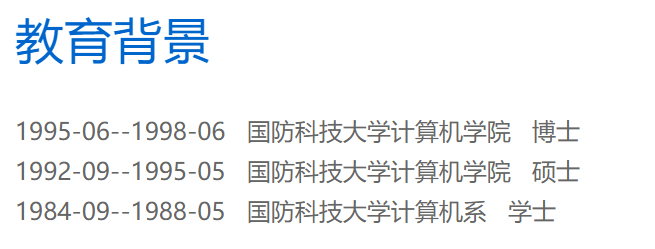 教育背景
1995-06--1998-06 国防科技大学计算机学院 博士
1992-09--1995-05 国防科技大学计算机学院 硕士
1984-09--1988-05 国防科技大学计算机系 学士